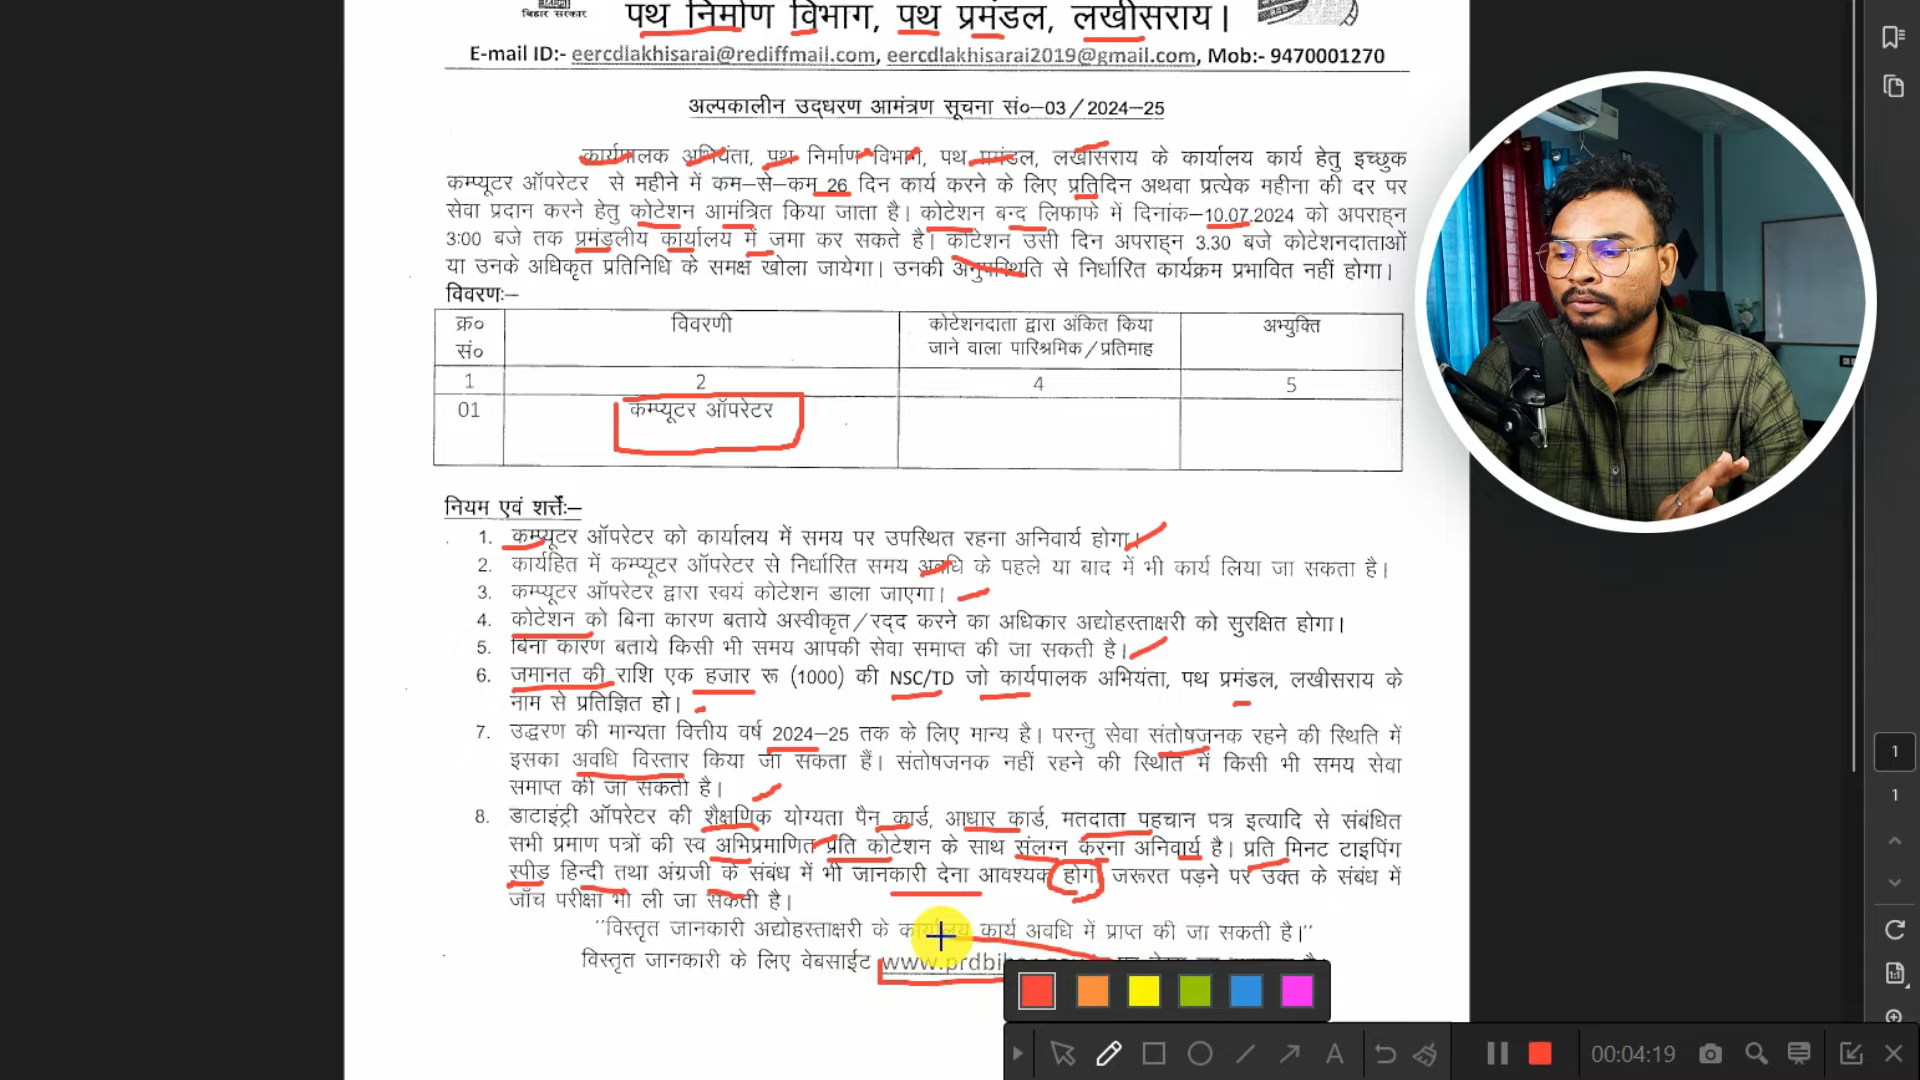 बिहार सरकार
पथ निर्माण विभाग, पथ प्रमंडल, लखीसराय।
E-mail ID:- eercdlakhisarai@rediffmail.com, eercdlakhisarai2019@gmail.com, Mob:- 9470001270
अल्पकालीन उद्धरण आमंत्रण सूचना सं०–03/2024–25
कार्यपालक अभियंता, पथ निर्माण विभाग, पथ प्रमंडल, लखीसराय के कार्यालय कार्य हेतु इच्छुक
कम्प्यूटर ऑपरेटर से महीने में कम–से–कम 26 दिन कार्य करने के लिए प्रतिदिन अथवा प्रत्येक महीना की दर पर
सेवा प्रदान करने हेतु कोटेशन आमंत्रित किया जाता है। कोटेशन बन्द लिफाफे में दिनांक–10.07.2024 को अपराह्न
3:00 बजे तक प्रमंडलीय कार्यालय में जमा कर सकते है। कोटेशन उसी दिन अपराह्न 3.30 बजे कोटेशनदाताओं
या उनके अधिकृत प्रतिनिधि के समक्ष खोला जायेगा। उनकी अनुपस्थिति से निर्धारित कार्यक्रम प्रभावित नहीं होगा।
विवरणः–
क्र० सं० विवरणी कोटेशनदाता द्वारा अंकित किया जाने वाला पारिश्रमिक/प्रतिमाह अभ्युक्ति
1 2 4 5
01 कम्प्यूटर ऑपरेटर
नियम एवं शर्त्तेः–
1. कम्प्यूटर ऑपरेटर को कार्यालय में समय पर उपस्थित रहना अनिवार्य होगा।
2. कार्यहित में कम्प्यूटर ऑपरेटर से निर्धारित समय अवधि के पहले या बाद में भी कार्य लिया जा सकता है।
3. कम्प्यूटर ऑपरेटर द्वारा स्वयं कोटेशन डाला जाएगा।
4. कोटेशन को बिना कारण बताये अस्वीकृत/रद्द करने का अधिकार अद्योहस्ताक्षरी को सुरक्षित होगा।
5. बिना कारण बताये किसी भी समय आपकी सेवा समाप्त की जा सकती है।
6. जमानत की राशि एक हजार रू (1000) की NSC/TD जो कार्यपालक अभियंता, पथ प्रमंडल, लखीसराय के
नाम से प्रतिज्ञित हो।
7. उद्धरण की मान्यता वित्तीय वर्ष 2024–25 तक के लिए मान्य है। परन्तु सेवा संतोषजनक रहने की स्थिति में
इसका अवधि विस्तार किया जा सकता हैं। संतोषजनक नहीं रहने की स्थिति में किसी भी समय सेवा
समाप्त की जा सकती है।
8. डाटाइंट्री ऑपरेटर की शैक्षणिक योग्यता पैन कार्ड, आधार कार्ड, मतदाता पहचान पत्र इत्यादि से संबंधित
सभी प्रमाण पत्रों की स्व अभिप्रमाणित प्रति कोटेशन के साथ संलग्न करना अनिवार्य है। प्रति मिनट टाइपिंग
स्पीड हिन्दी तथा अंग्रजी के संबंध में भी जानकारी देना आवश्यक होगा जरूरत पड़ने पर उक्त के संबंध में
जॉच परीक्षा भी ली जा सकती है।
"विस्तृत जानकारी अद्योहस्ताक्षरी के कार्यालय कार्य अवधि में प्राप्त की जा सकती है।"
विस्तृत जानकारी के लिए वेबसाईट
1
1
00:04:19